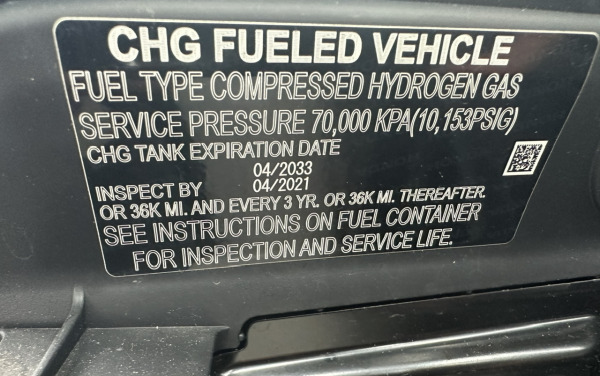 CHG FUELED VEHICLE
FUEL TYPE COMPRESSED HYDROGEN GAS
SERVICE PRESSURE 70,000 KPA(10,153PSIG)
CHG TANK EXPIRATION DATE
04/2033
INSPECT BY 04/2021
OR 36K MI. AND EVERY 3 YR. OR 36K MI. THEREAFTER.
SEE INSTRUCTIONS ON FUEL CONTAINER
FOR INSPECTION AND SERVICE LIFE.